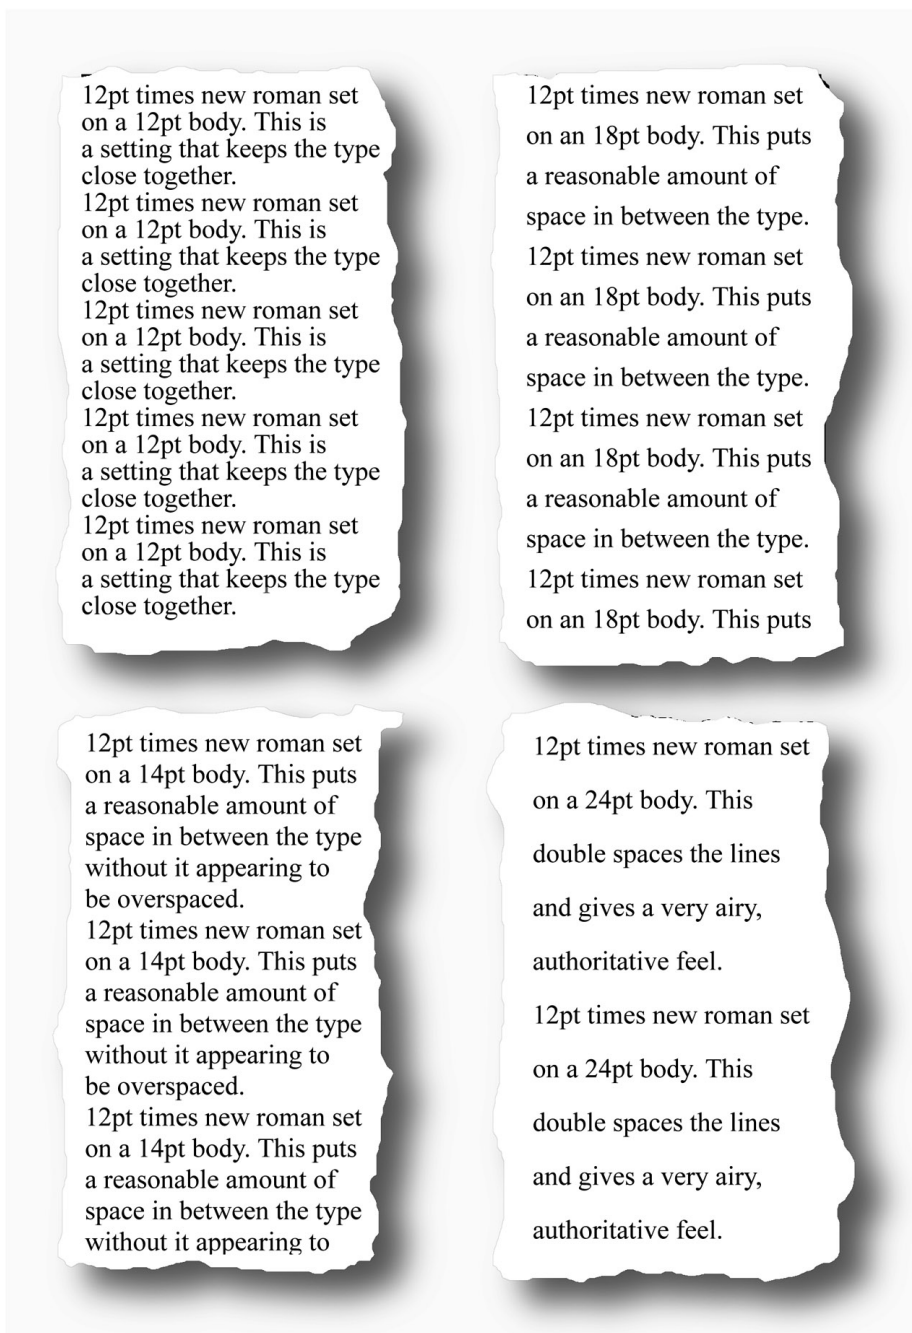 12pt times new roman set
on a 12pt body. This is
a setting that keeps the type
close together.
12pt times new roman set
on a 12pt body. This is
a setting that keeps the type
close together.
12pt times new roman set
on a 12pt body. This is
a setting that keeps the type
close together.
12pt times new roman set
on a 12pt body. This is
a setting that keeps the type
close together.
12pt times new roman set
on a 12pt body. This is
a setting that keeps the type
close together.
12pt times new roman set
on an 18pt body. This puts
a reasonable amount of
space in between the type.
12pt times new roman set
on an 18pt body. This puts
a reasonable amount of
space in between the type.
12pt times new roman set
on an 18pt body. This puts
a reasonable amount of
space in between the type.
12pt times new roman set
on an 18pt body. This puts
12pt times new roman set
on a 14pt body. This puts
a reasonable amount of
space in between the type
without it appearing to
be overspaced.
12pt times new roman set
on a 14pt body. This puts
a reasonable amount of
space in between the type
without it appearing to
be overspaced.
12pt times new roman set
on a 14pt body. This puts
a reasonable amount of
space in between the type
without it appearing to
12pt times new roman set
on a 24pt body. This
double spaces the lines
and gives a very airy,
authoritative feel.
12pt times new roman set
on a 24pt body. This
double spaces the lines
and gives a very airy,
authoritative feel.